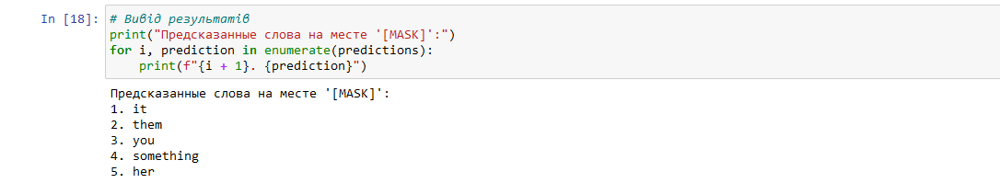 In [18]: # Вивід результатів
print("Предсказанные слова на месте '[MASK]':")
for i, prediction in enumerate(predictions):
    print(f"{i + 1}. {prediction}")
Предсказанные слова на месте '[MASK]':
1. it
2. them
3. you
4. something
5. her